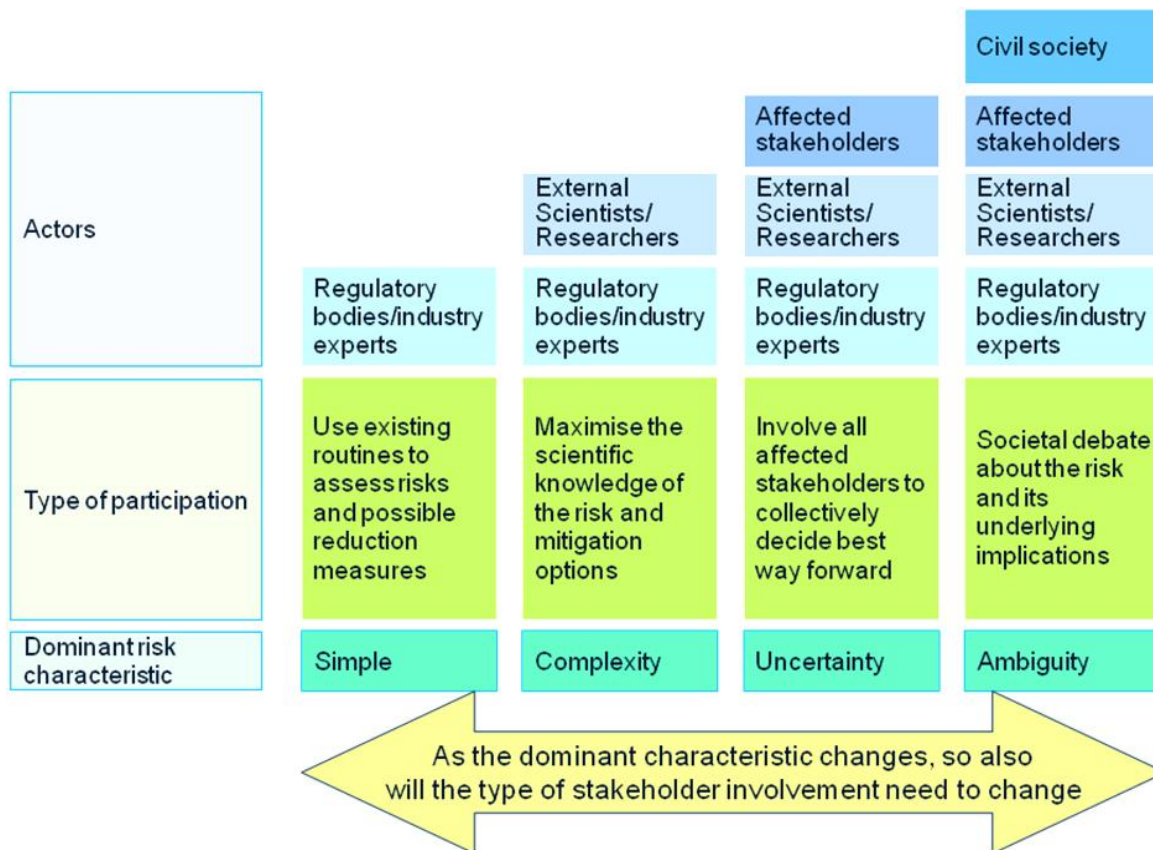 Civil society
Actors
Affected
stakeholders
Affected
stakeholders
External
Scientists/
Researchers
External
Scientists/
Researchers
External
Scientists/
Researchers
Regulatory
bodies/industry
experts
Regulatory
bodies/industry
experts
Regulatory
bodies/industry
experts
Regulatory
bodies/industry
experts
Type of participation
Use existing
routines to
assess risks
and possible
reduction
measures
Maximise the
scientific
knowledge of
the risk and
mitigation
options
Involve all
affected
stakeholders to
collectively
decide best
way forward
Societal debate
about the risk
and its
underlying
implications
Dominant risk
characteristic
Simple
Complexity
Uncertainty
Ambiguity
As the dominant characteristic changes, so also
will the type of stakeholder involvement need to change